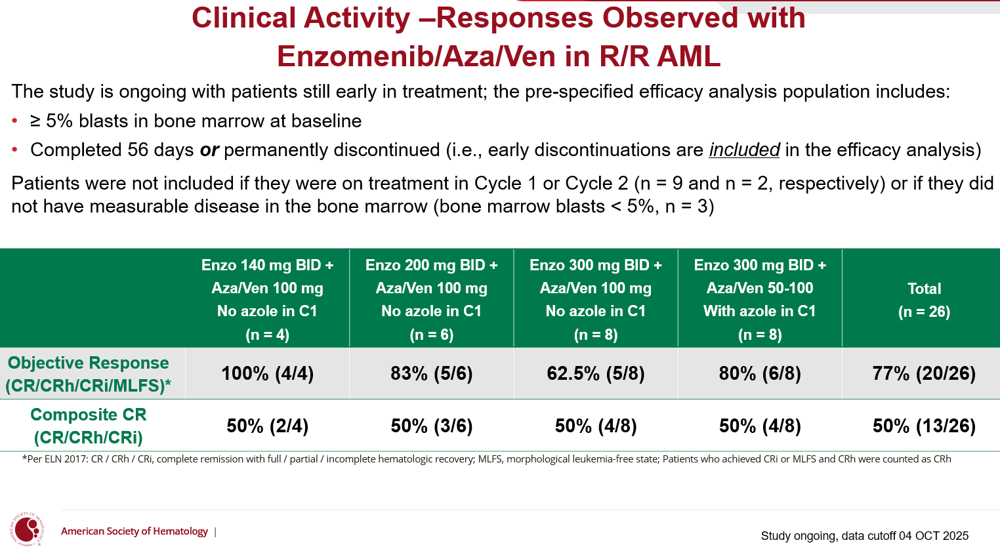 Clinical Activity –Responses Observed with
Enzomenib/Aza/Ven in R/R AML
The study is ongoing with patients still early in treatment; the pre-specified efficacy analysis population includes:
• ≥ 5% blasts in bone marrow at baseline
• Completed 56 days or permanently discontinued (i.e., early discontinuations are included in the efficacy analysis)
Patients were not included if they were on treatment in Cycle 1 or Cycle 2 (n = 9 and n = 2, respectively) or if they did
not have measurable disease in the bone marrow (bone marrow blasts < 5%, n = 3)
Enzo 140 mg BID +
Aza/Ven 100 mg
No azole in C1
(n = 4)
Enzo 200 mg BID +
Aza/Ven 100 mg
No azole in C1
(n = 6)
Enzo 300 mg BID +
Aza/Ven 100 mg
No azole in C1
(n = 8)
Enzo 300 mg BID +
Aza/Ven 50-100
With azole in C1
(n = 8)
Total
(n = 26)
Objective Response
(CR/CRh/CRi/MLFS)*
100% (4/4)
83% (5/6)
62.5% (5/8)
80% (6/8)
77% (20/26)
Composite CR
(CR/CRh/CRi)
50% (2/4)
50% (3/6)
50% (4/8)
50% (4/8)
50% (13/26)
*Per ELN 2017: CR / CRh / CRi, complete remission with full / partial / incomplete hematologic recovery; MLFS, morphological leukemia-free state; Patients who achieved CRi or MLFS and CRh were counted as CRh
AMERICAN SOCIETY OF HEMATOLOGY
American Society of Hematology |
Study ongoing, data cutoff 04 OCT 2025